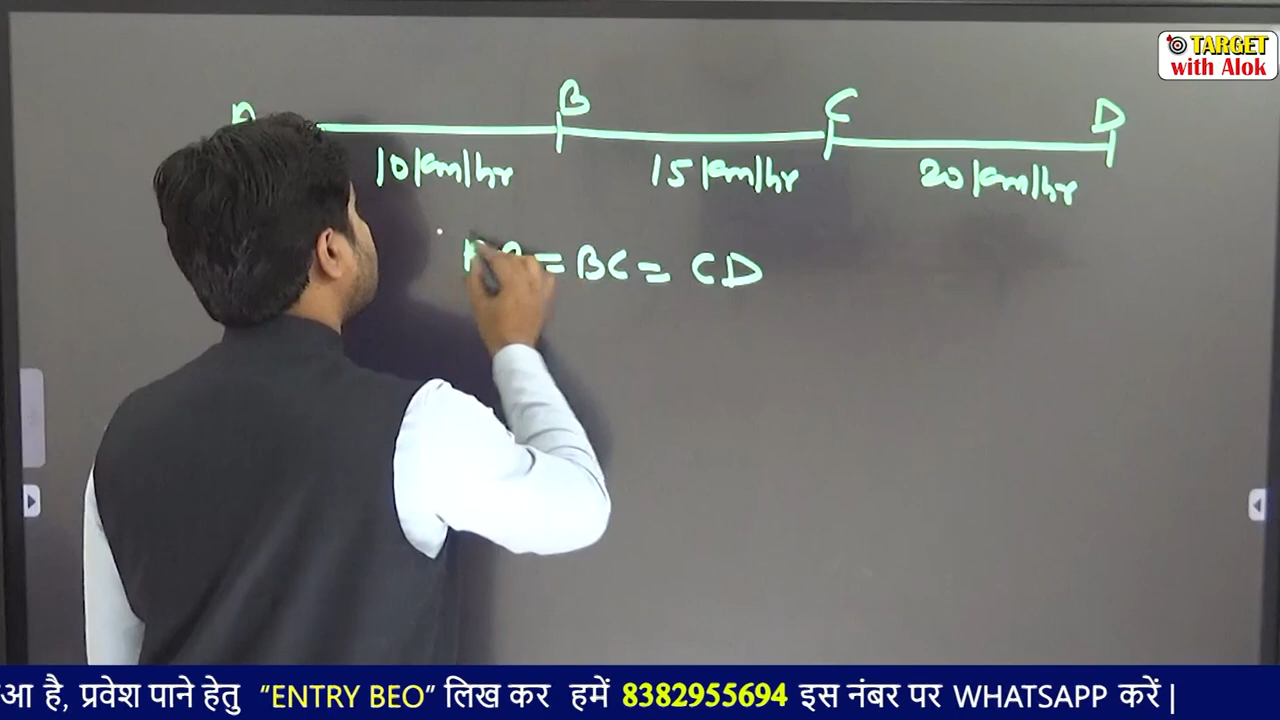 TARGET
with Alok
B C D
10 km/hr 15 km/hr 20 km/hr
= BC = CD
आ है, प्रवेश पाने हेतु “ENTRY BEO” लिख कर हमें 8382955694 इस नंबर पर WHATSAPP करें |